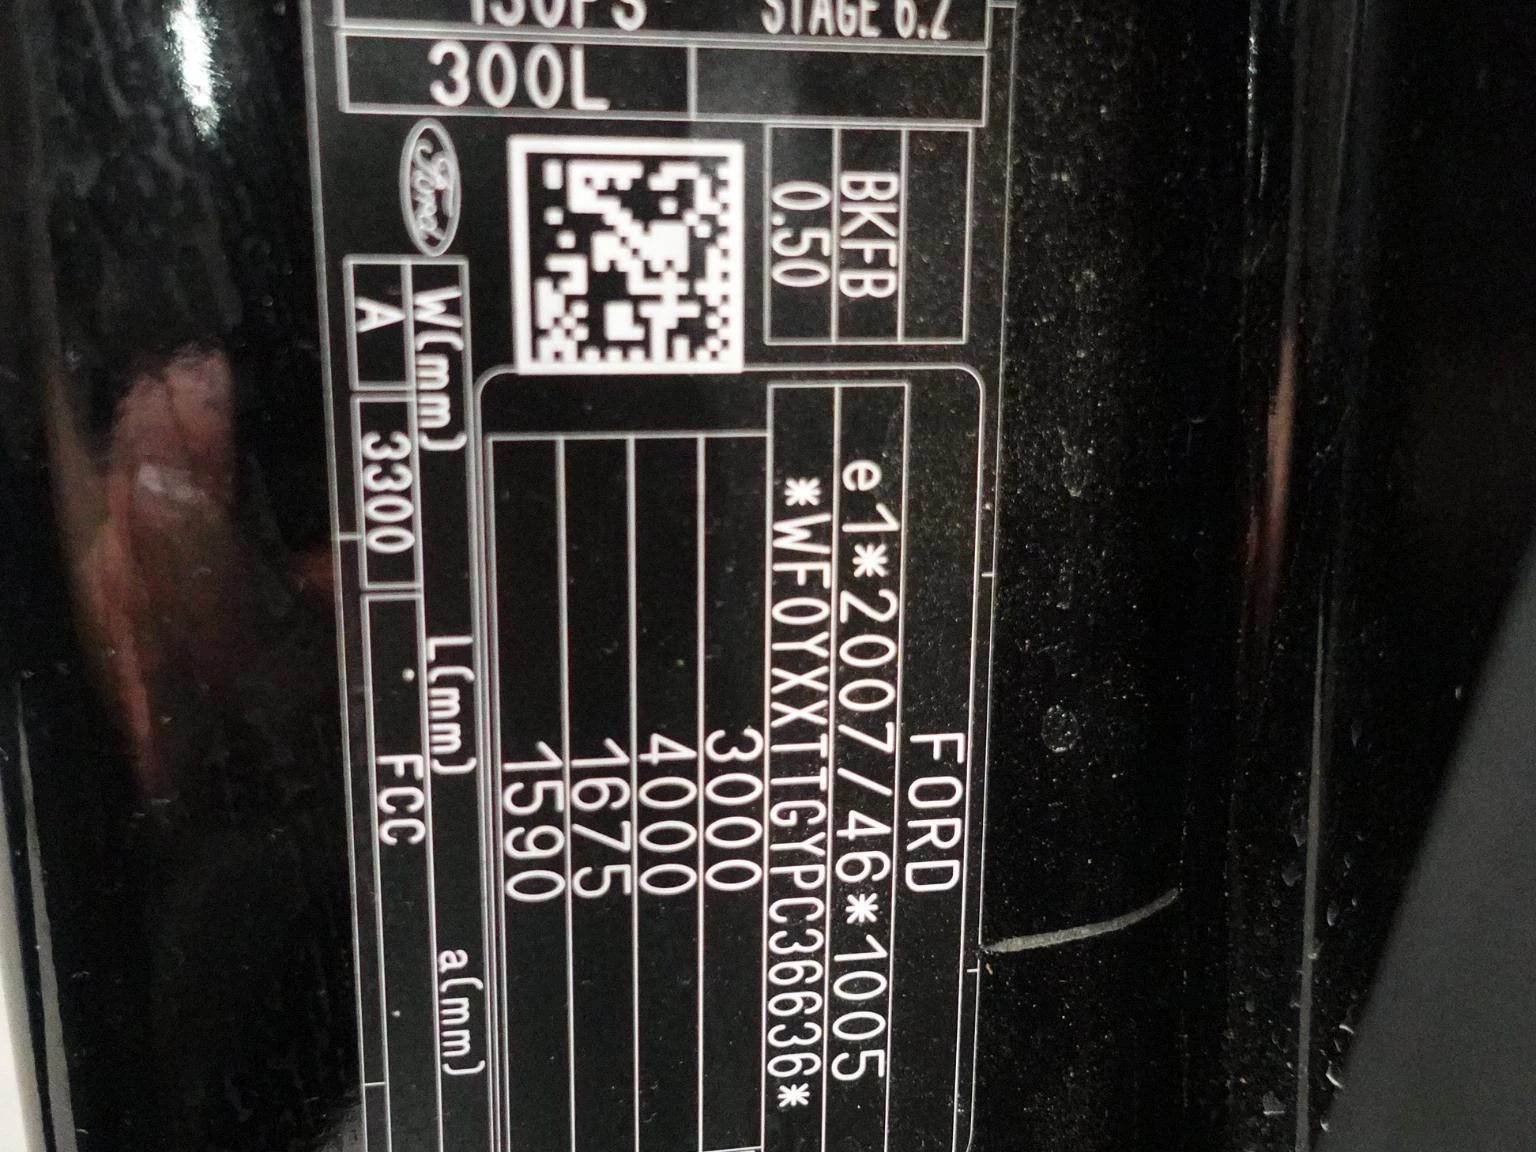 FORD
e1*2007/46*1005
*WF0YXXTTGYPC36636*
3000
4000
1675
1590
BKFB
0.50
Ford
W(mm) L(mm) a(mm)
A 3300 FCC
130PS STAGE 6.2
300L